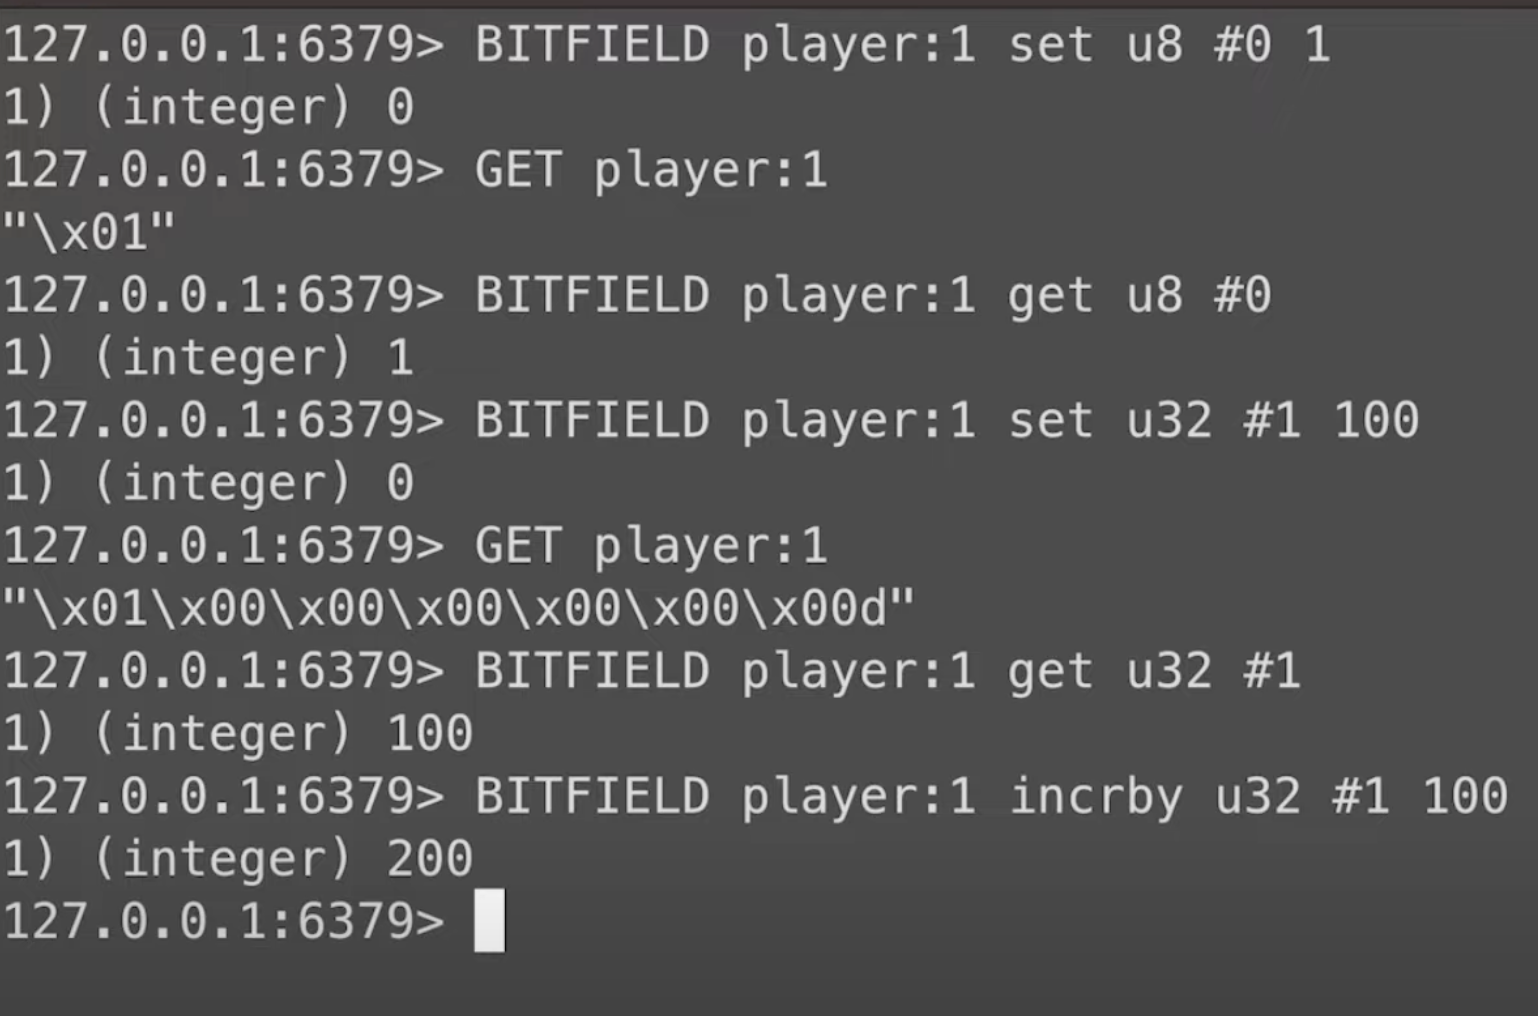 127.0.0.1:6379> BITFIELD player:1 set u8 #0 1
1) (integer) 0
127.0.0.1:6379> GET player:1
"\x01"
127.0.0.1:6379> BITFIELD player:1 get u8 #0
1) (integer) 1
127.0.0.1:6379> BITFIELD player:1 set u32 #1 100
1) (integer) 0
127.0.0.1:6379> GET player:1
"\x01\x00\x00\x00\x00\x00\x00d"
127.0.0.1:6379> BITFIELD player:1 get u32 #1
1) (integer) 100
127.0.0.1:6379> BITFIELD player:1 incrby u32 #1 100
1) (integer) 200
127.0.0.1:6379>